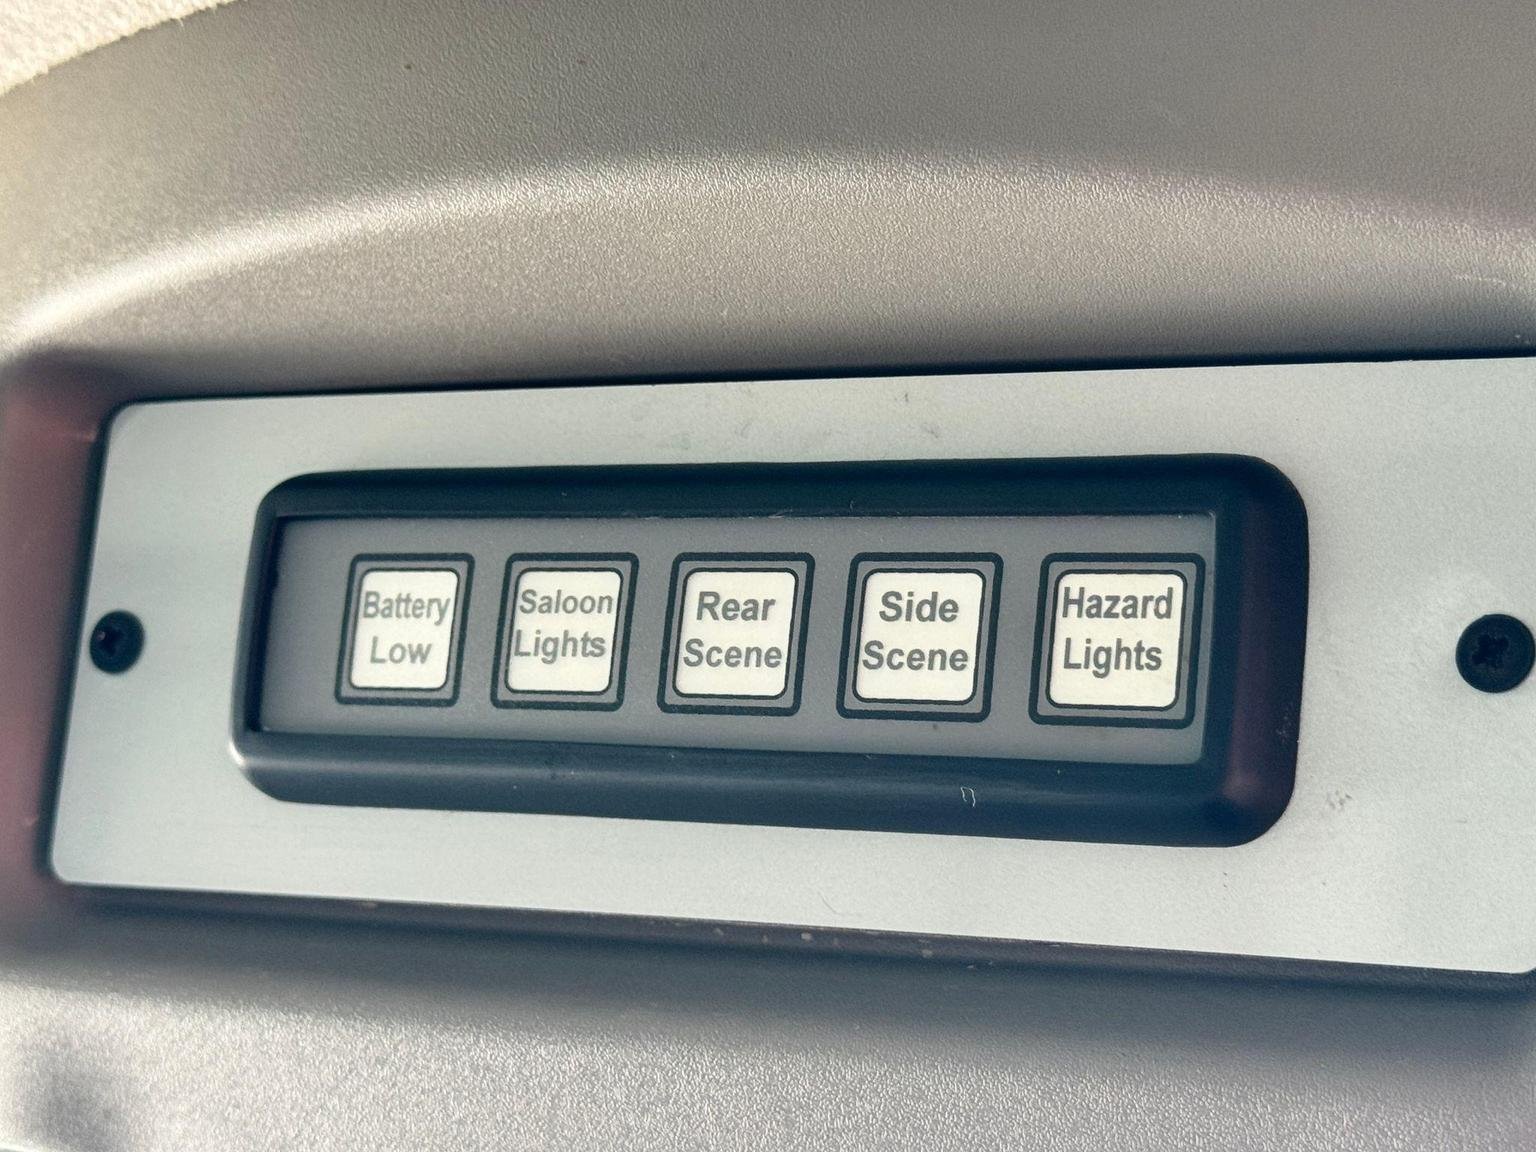 Battery
Low
Saloon
Lights
Rear
Scene
Side
Scene
Hazard
Lights